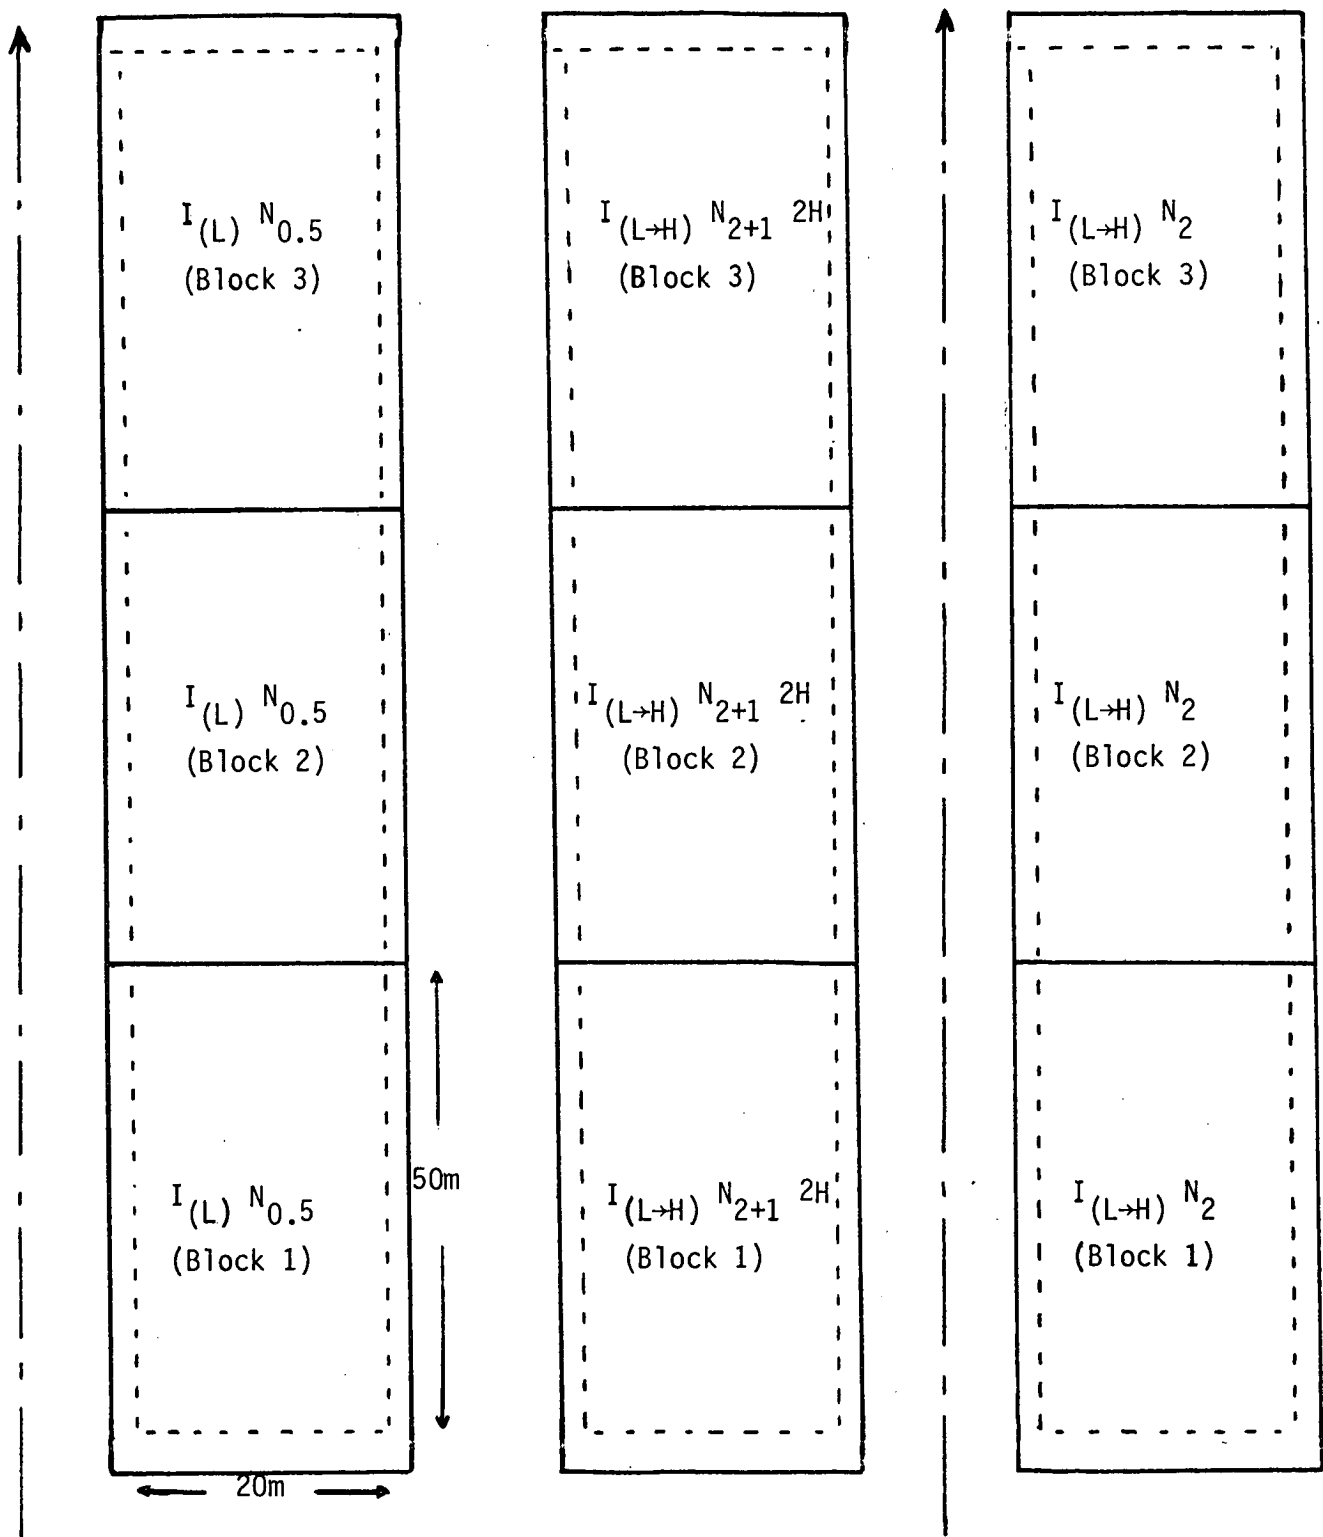 I(L) N0.5
(Block 3)
I(L→H) N2+1 2H
(Block 3)
I(L→H) N2
(Block 3)
I(L) N0.5
(Block 2)
I(L→H) N2+1 2H
(Block 2)
I(L→H) N2
(Block 2)
I(L) N0.5
(Block 1)
50m
I(L→H) N2+1 2H
(Block 1)
I(L→H) N2
(Block 1)
20m